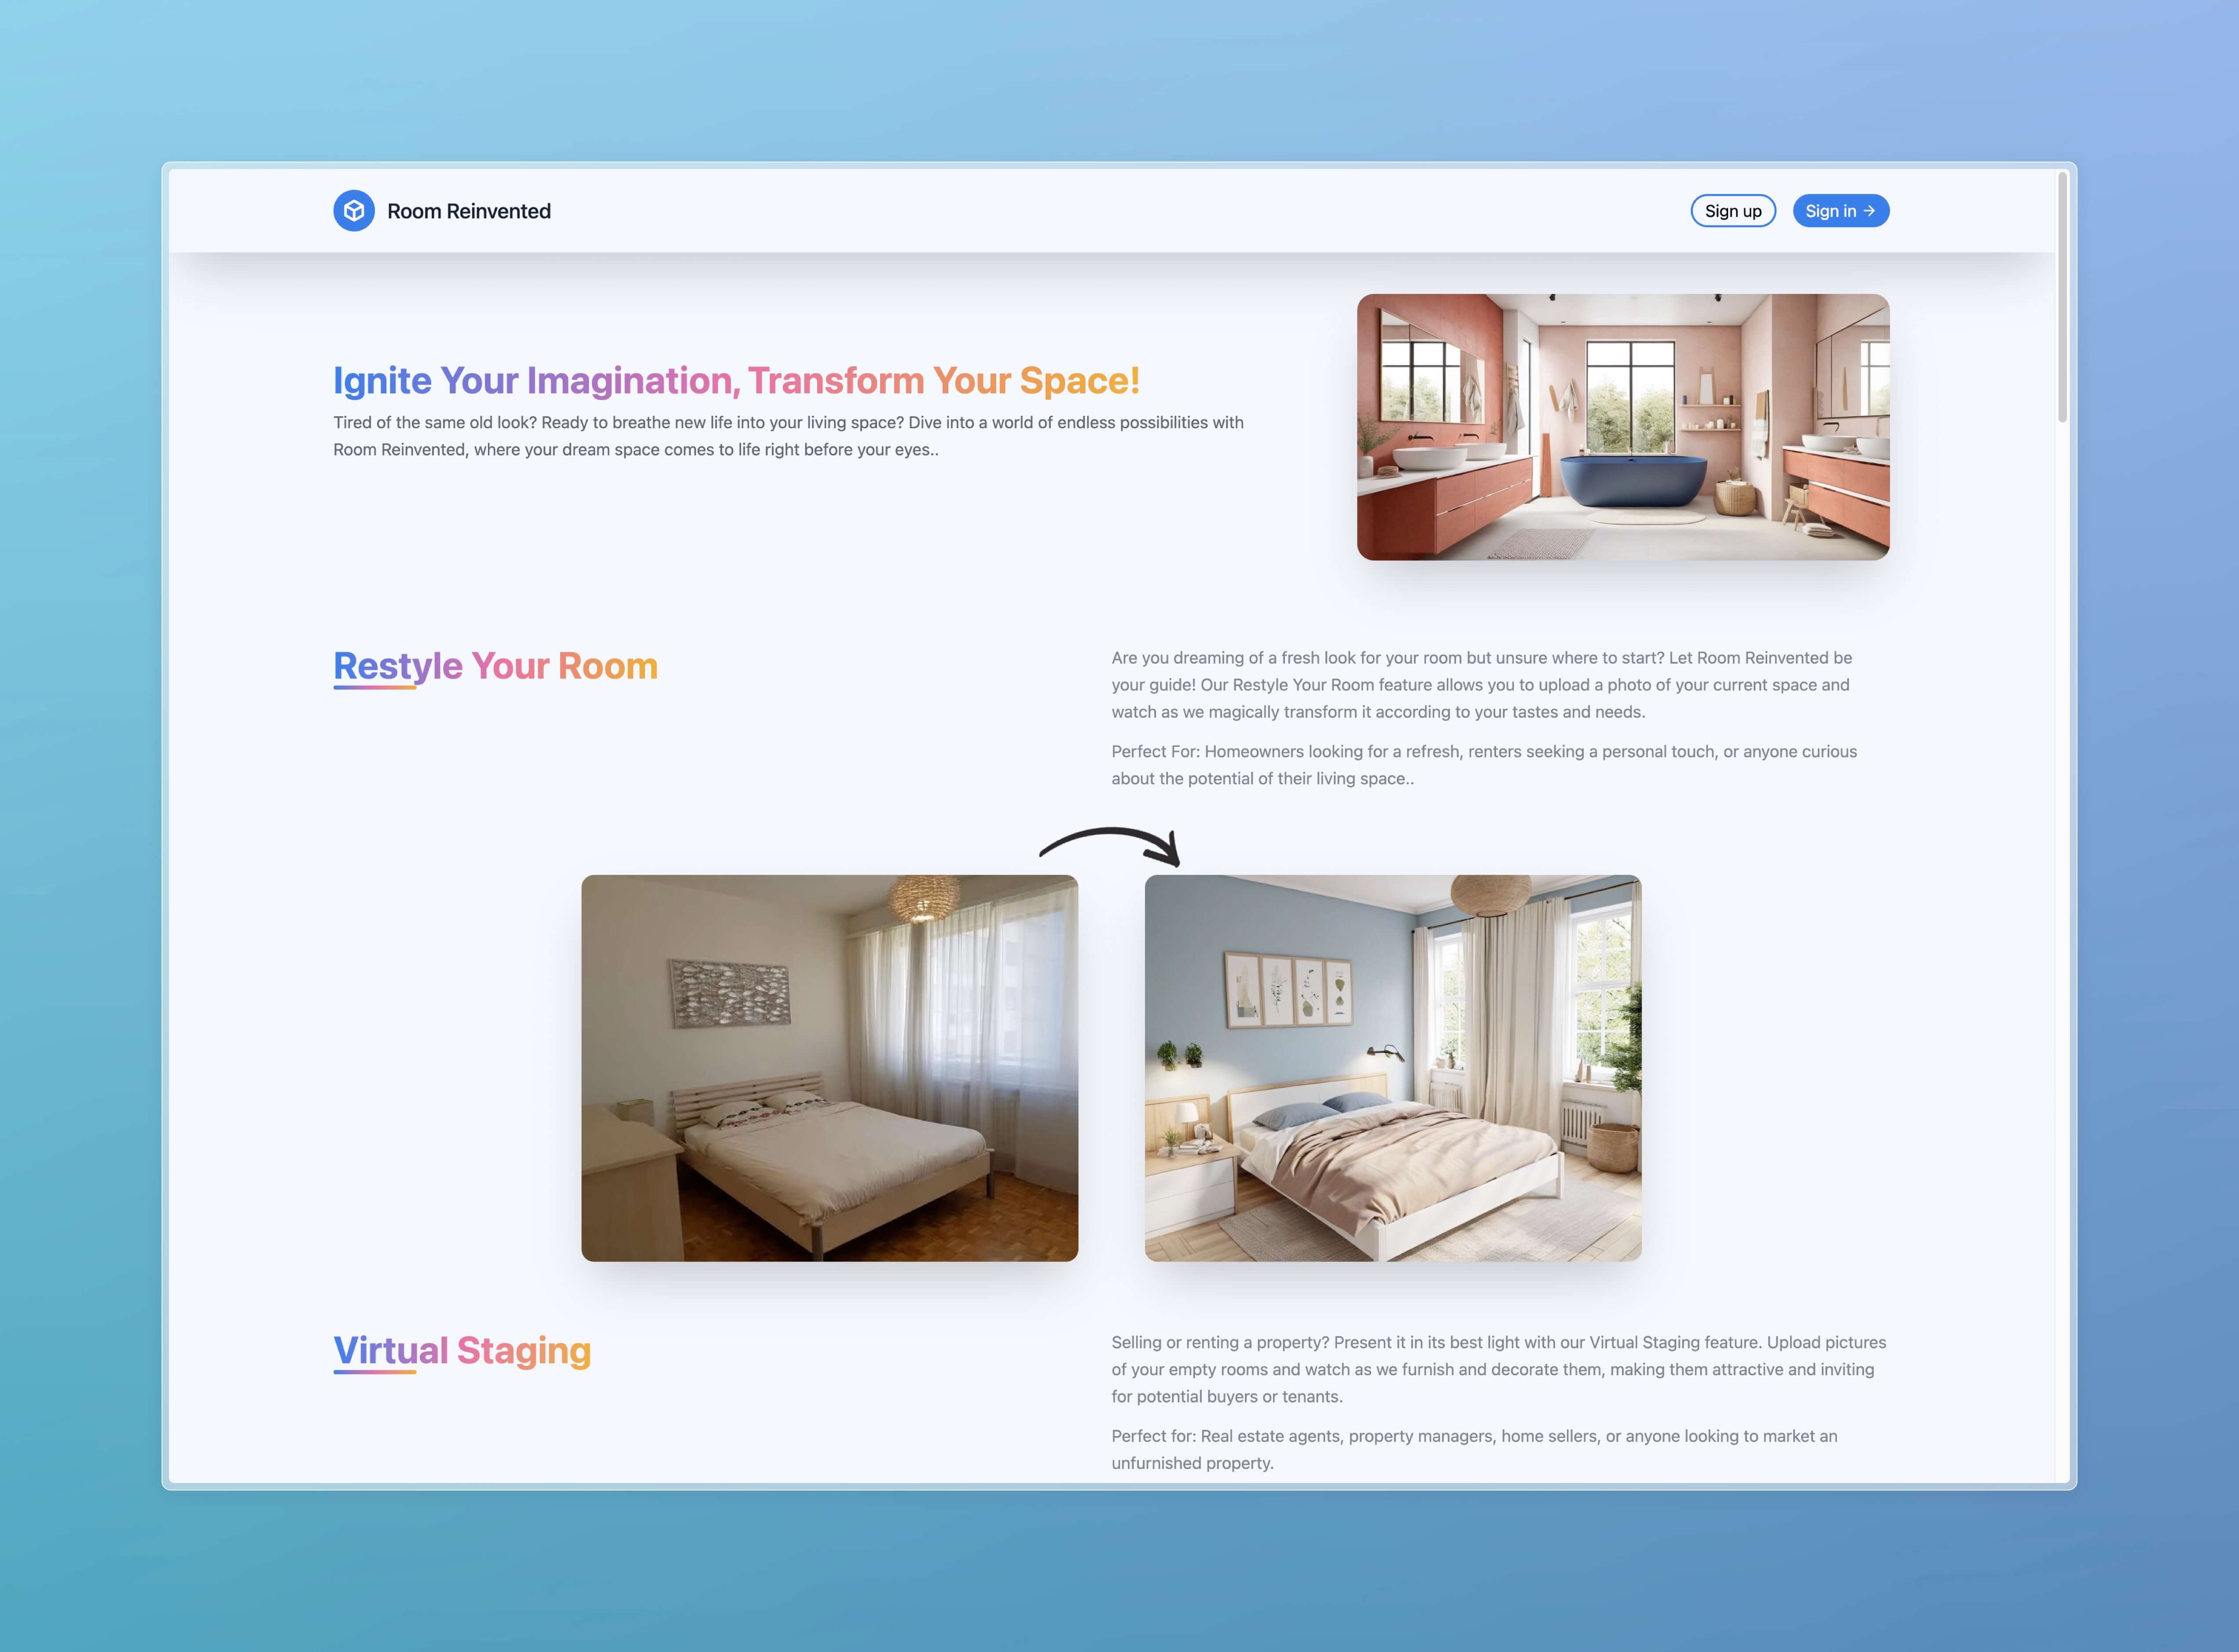 Room Reinvented
Sign up
Sign in →
Ignite Your Imagination, Transform Your Space!
Tired of the same old look? Ready to breathe new life into your living space? Dive into a world of endless possibilities with
Room Reinvented, where your dream space comes to life right before your eyes..
Restyle Your Room
Are you dreaming of a fresh look for your room but unsure where to start? Let Room Reinvented be
your guide! Our Restyle Your Room feature allows you to upload a photo of your current space and
watch as we magically transform it according to your tastes and needs.
Perfect For: Homeowners looking for a refresh, renters seeking a personal touch, or anyone curious
about the potential of their living space..
Virtual Staging
Selling or renting a property? Present it in its best light with our Virtual Staging feature. Upload pictures
of your empty rooms and watch as we furnish and decorate them, making them attractive and inviting
for potential buyers or tenants.
Perfect for: Real estate agents, property managers, home sellers, or anyone looking to market an
unfurnished property.